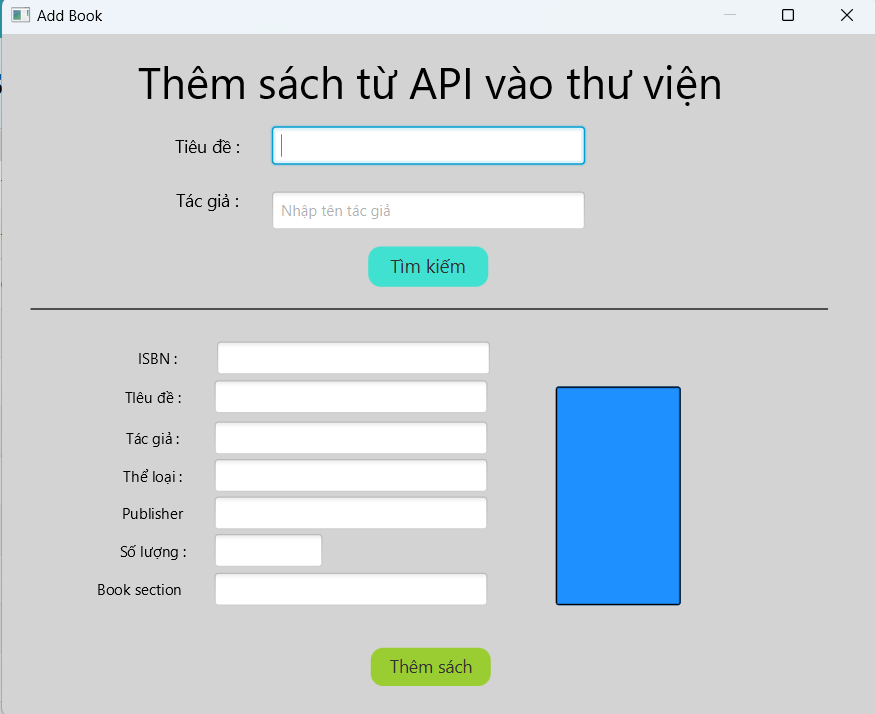 Add Book
Thêm sách từ API vào thư viện
Tiêu đề :
Tác giả :
Nhập tên tác giả
Tìm kiếm
ISBN :
TIêu đề :
Tác giả :
Thể loại :
Publisher
Số lượng :
Book section
Thêm sách